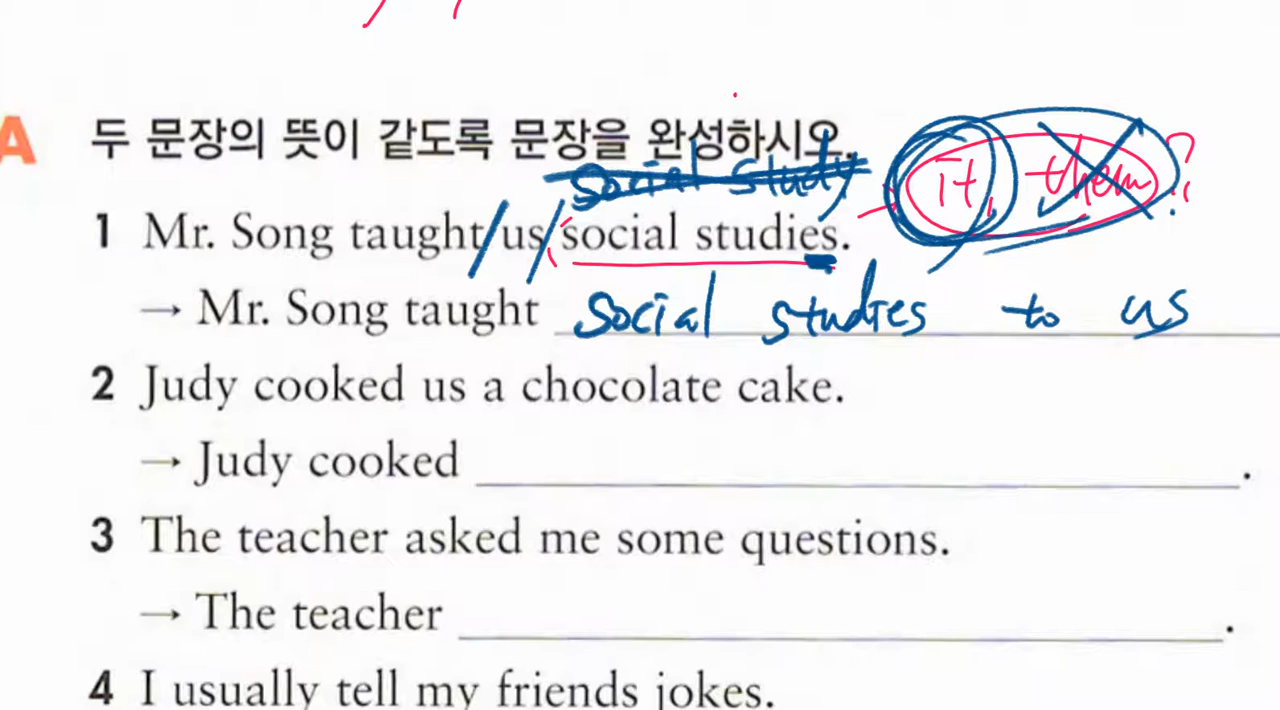 A 두 문장의 뜻이 같도록 문장을 완성하시오.
social study
it, them ?
1 Mr. Song taught/us/social studies.
→ Mr. Song taught social studies to us
2 Judy cooked us a chocolate cake.
→ Judy cooked .
3 The teacher asked me some questions.
→ The teacher .
4 I usually tell my friends jokes.